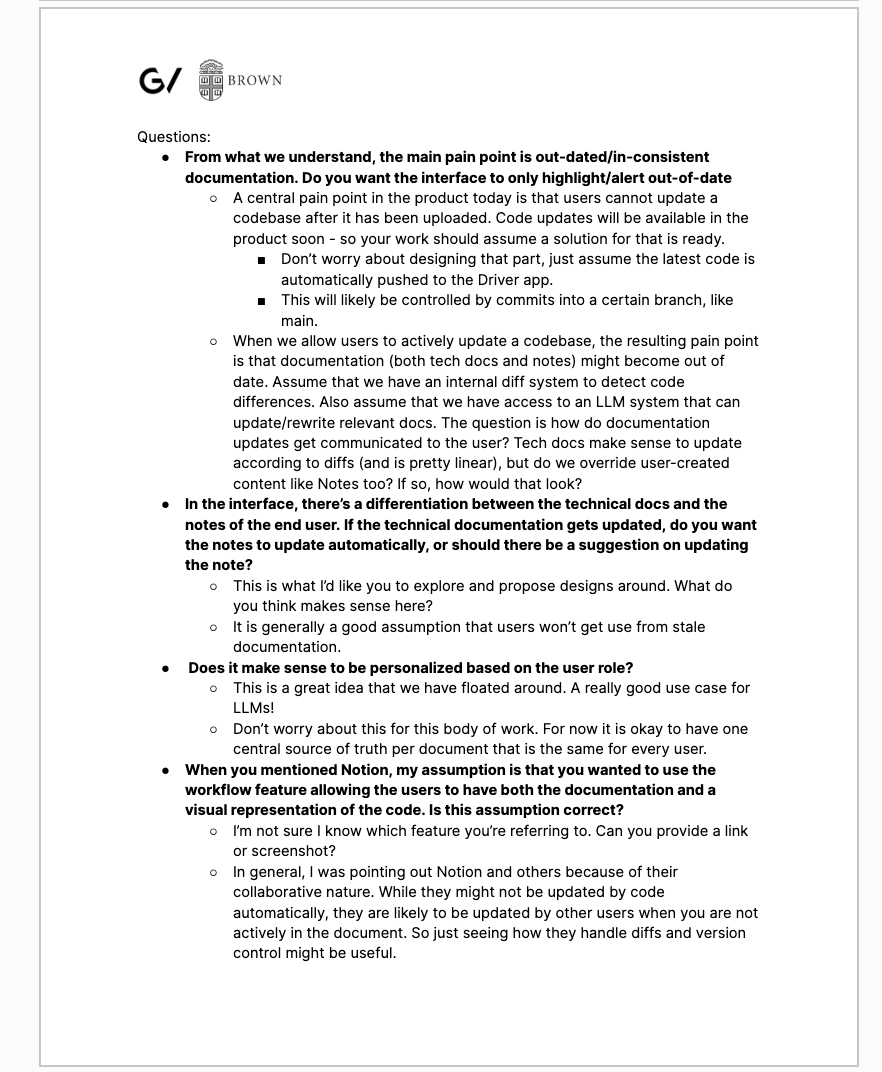 G/ BROWN
Questions:
● From what we understand, the main pain point is out-dated/in-consistent
documentation. Do you want the interface to only highlight/alert out-of-date
○ A central pain point in the product today is that users cannot update a
codebase after it has been uploaded. Code updates will be available in the
product soon - so your work should assume a solution for that is ready.
■ Don’t worry about designing that part, just assume the latest code is
automatically pushed to the Driver app.
■ This will likely be controlled by commits into a certain branch, like
main.
○ When we allow users to actively update a codebase, the resulting pain point
is that documentation (both tech docs and notes) might become out of
date. Assume that we have an internal diff system to detect code
differences. Also assume that we have access to an LLM system that can
update/rewrite relevant docs. The question is how do documentation
updates get communicated to the user? Tech docs make sense to update
according to diffs (and is pretty linear), but do we override user-created
content like Notes too? If so, how would that look?
● In the interface, there’s a differentiation between the technical docs and the
notes of the end user. If the technical documentation gets updated, do you want
the notes to update automatically, or should there be a suggestion on updating
the note?
○ This is what I’d like you to explore and propose designs around. What do
you think makes sense here?
○ It is generally a good assumption that users won’t get use from stale
documentation.
● Does it make sense to be personalized based on the user role?
○ This is a great idea that we have floated around. A really good use case for
LLMs!
○ Don’t worry about this for this body of work. For now it is okay to have one
central source of truth per document that is the same for every user.
● When you mentioned Notion, my assumption is that you wanted to use the
workflow feature allowing the users to have both the documentation and a
visual representation of the code. Is this assumption correct?
○ I’m not sure I know which feature you’re referring to. Can you provide a link
or screenshot?
○ In general, I was pointing out Notion and others because of their
collaborative nature. While they might not be updated by code
automatically, they are likely to be updated by other users when you are not
actively in the document. So just seeing how they handle diffs and version
control might be useful.